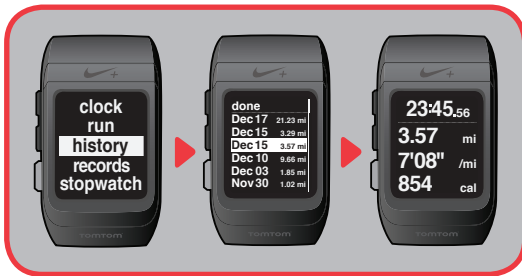 clock
run
history
records
stopwatch
TOMTOM
done
Dec 17 21.23 mi
Dec 15 3.29 mi
Dec 15 3.57 mi
Dec 10 9.66 mi
Dec 03 1.85 mi
Nov 30 1.02 mi
TOMTOM
23:45.56
3.57 mi
7'08" /mi
854 cal
TOMTOM